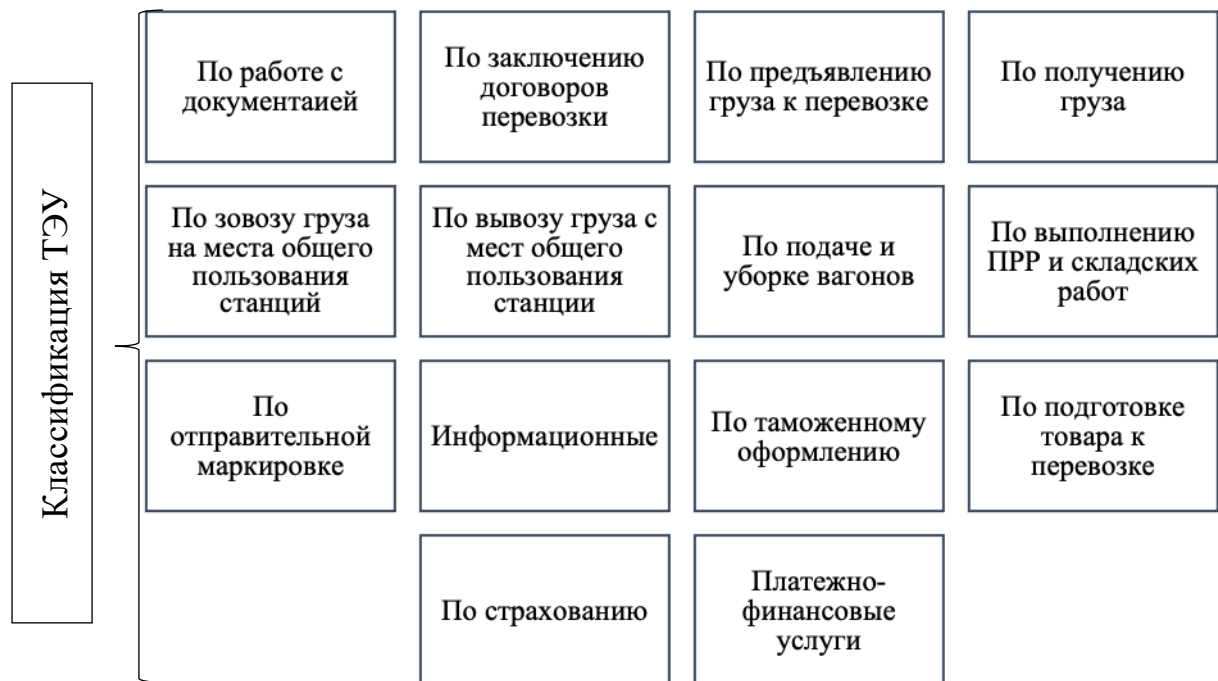 Классификация ТЭУ
По работе с
документаией
По заключению
договоров
перевозки
По предъявлению
груза к перевозке
По получению
груза
По зовозу груза
на места общего
пользования
станций
По вывозу груза с
мест общего
пользования
станции
По подаче и
уборке вагонов
По выполнению
ПРР и складских
работ
По
отправительной
маркировке
Информационные
По таможенному
оформлению
По подготовке
товара к
перевозке
По страхованию
Платежно-
финансовые
услуги